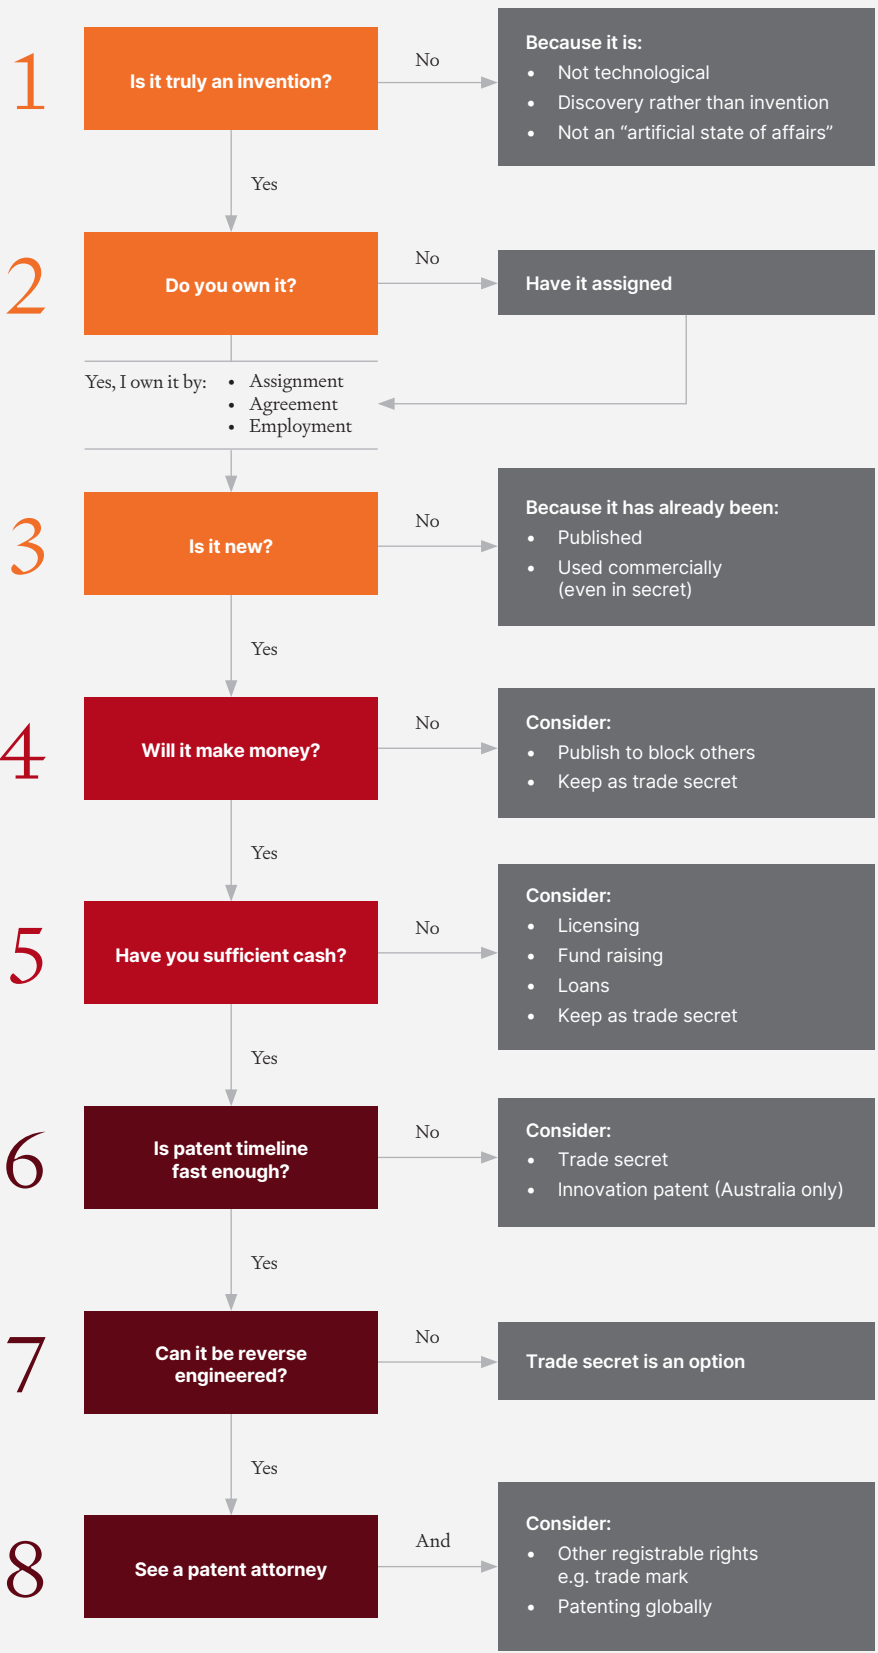 1
Is it truly an invention?
No
Because it is:
• Not technological
• Discovery rather than invention
• Not an “artificial state of affairs”
Yes
2
Do you own it?
No
Have it assigned
Yes, I own it by:
• Assignment
• Agreement
• Employment
3
Is it new?
No
Because it has already been:
• Published
• Used commercially
(even in secret)
Yes
4
Will it make money?
No
Consider:
• Publish to block others
• Keep as trade secret
Yes
5
Have you sufficient cash?
No
Consider:
• Licensing
• Fund raising
• Loans
• Keep as trade secret
Yes
6
Is patent timeline
fast enough?
No
Consider:
• Trade secret
• Innovation patent (Australia only)
Yes
7
Can it be reverse
engineered?
No
Trade secret is an option
Yes
8
See a patent attorney
And
Consider:
• Other registrable rights
e.g. trade mark
• Patenting globally